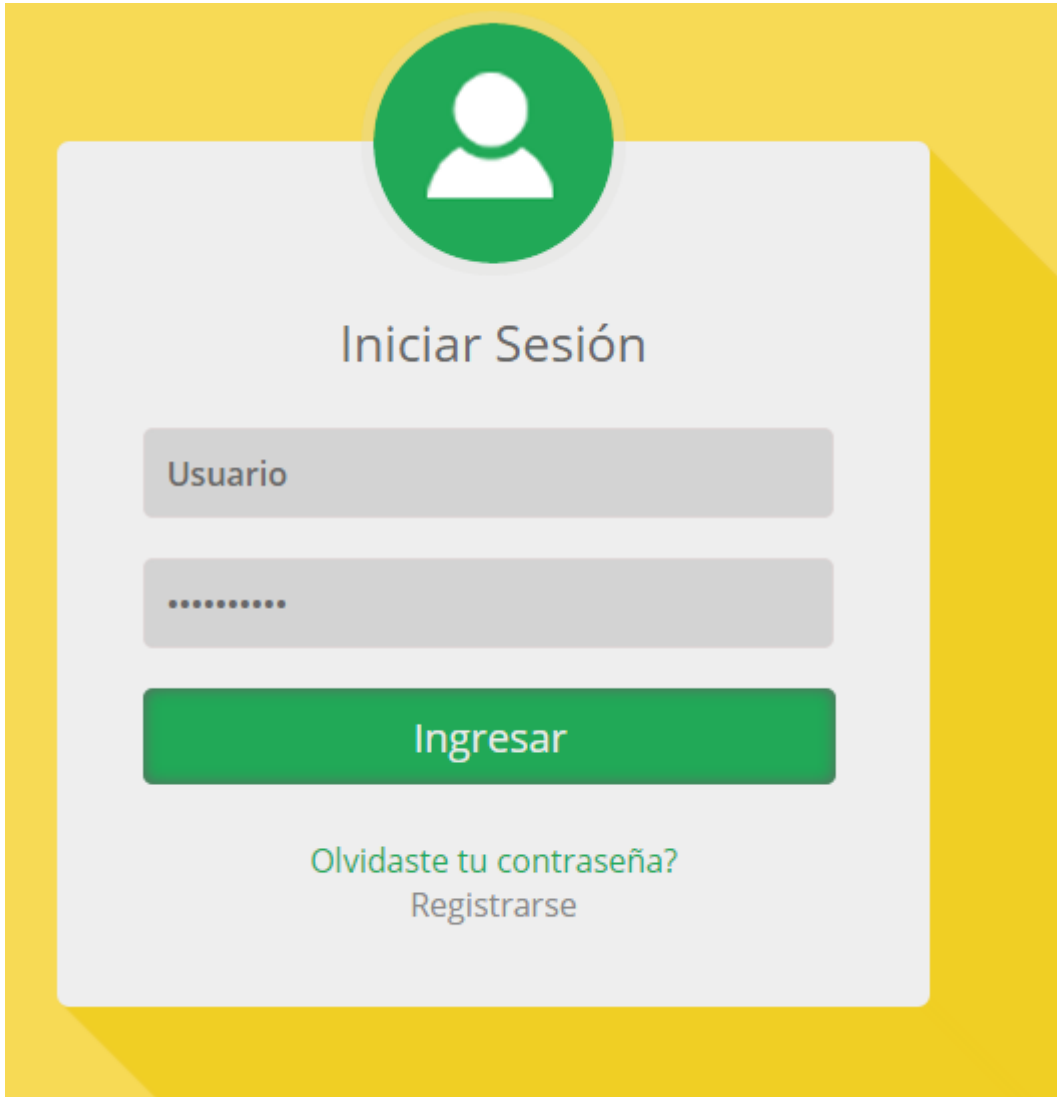 Iniciar Sesión
Usuario
••••••••••
Ingresar
Olvidaste tu contraseña?
Registrarse